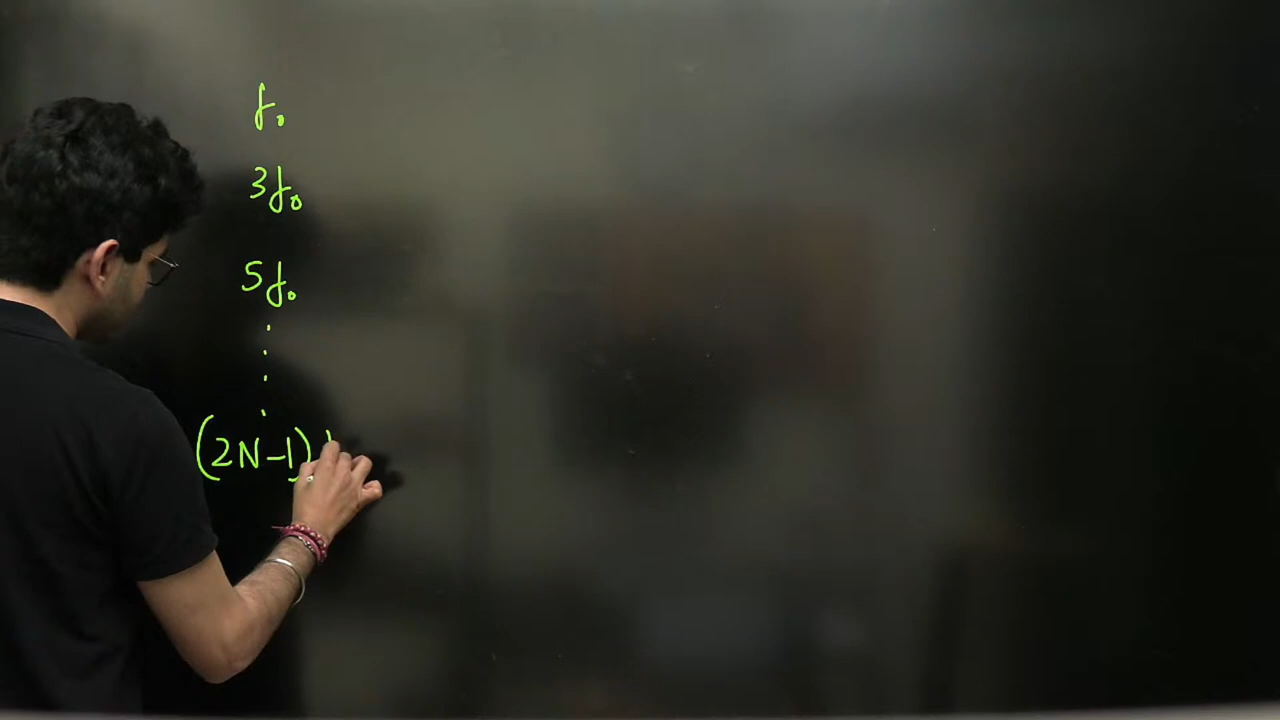 f₀
3f₀
5f₀
⋮
(2N-1)